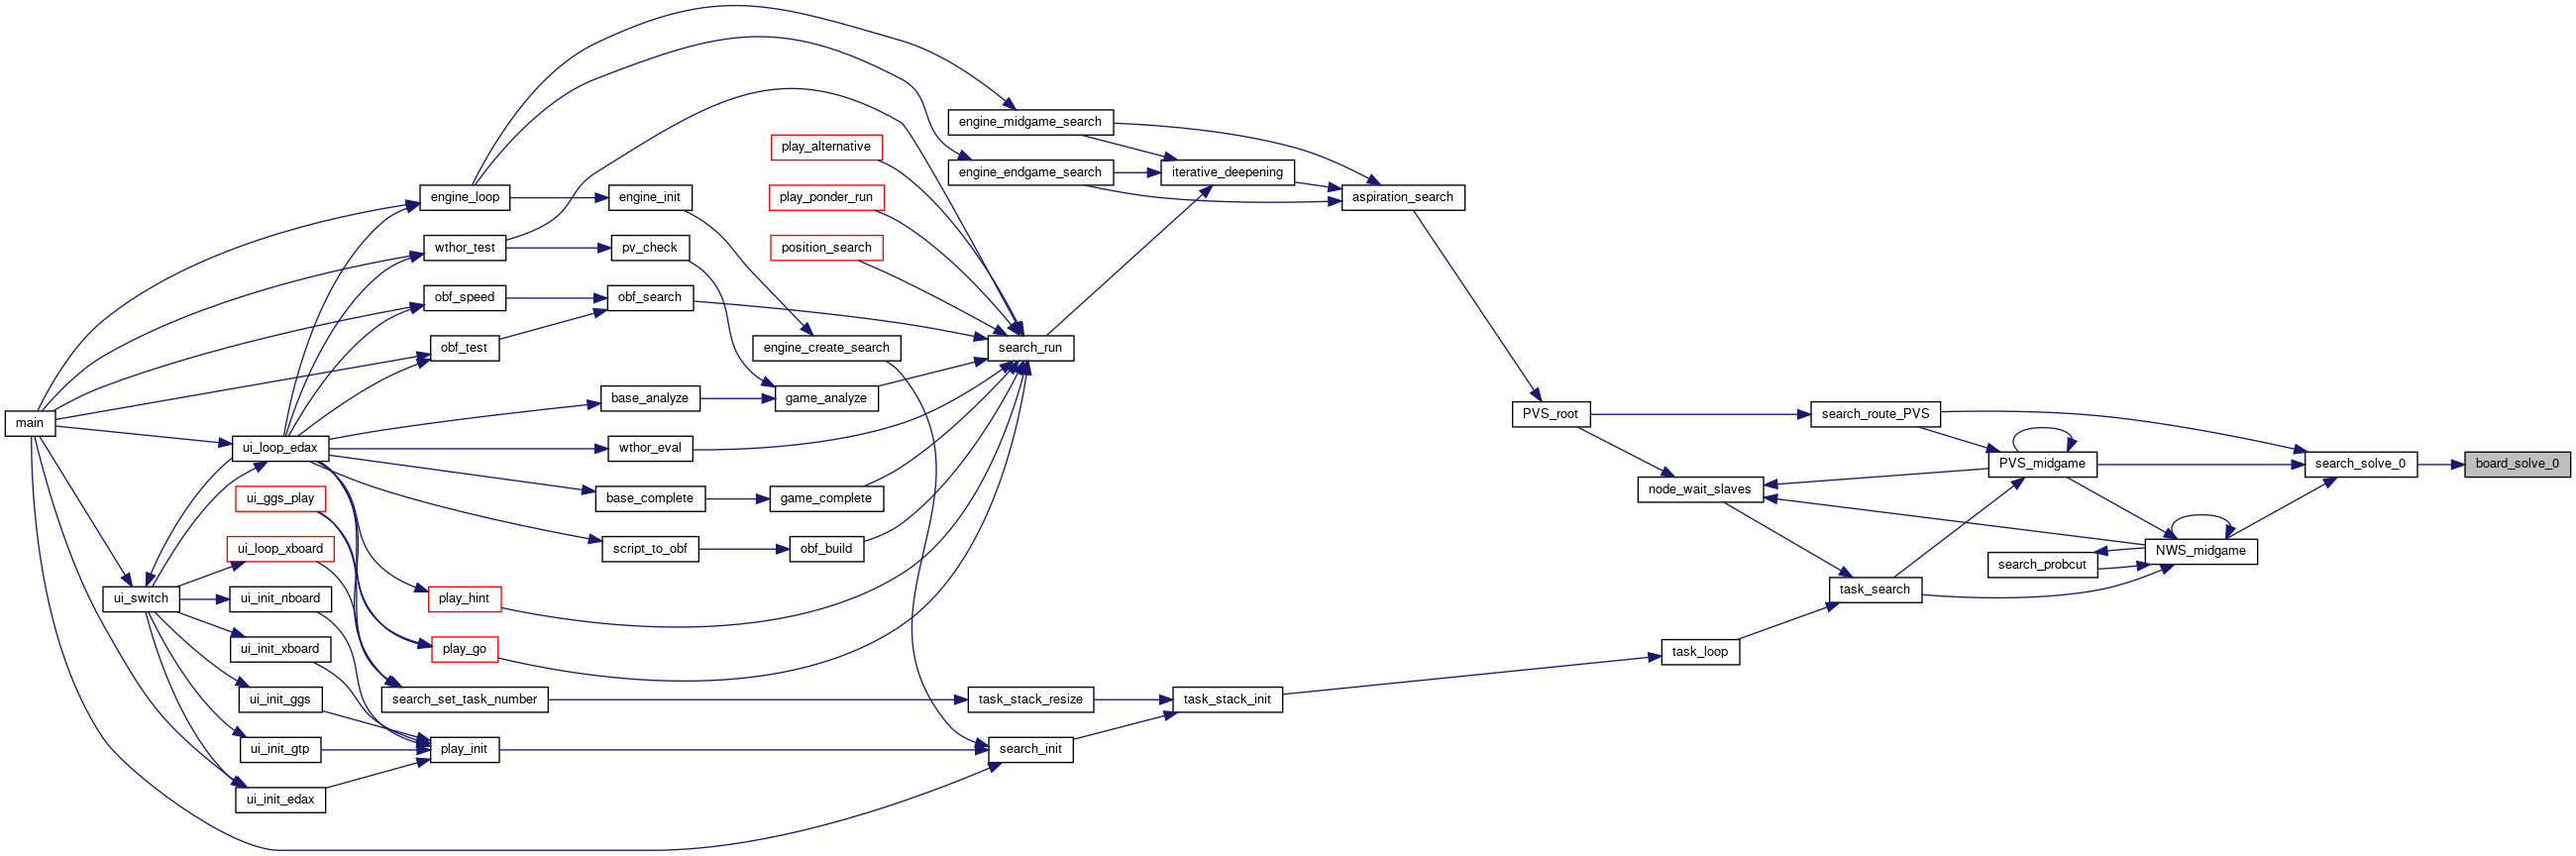 engine_midgame_search
play_alternative
engine_endgame_search
iterative_deepening
engine_loop
engine_init
play_ponder_run
aspiration_search
wthor_test
pv_check
position_search
obf_speed
obf_search
obf_test
engine_create_search
search_run
base_analyze
game_analyze
main
PVS_root
search_route_PVS
ui_loop_edax
wthor_eval
PVS_midgame
search_solve_0
board_solve_0
ui_ggs_play
base_complete
game_complete
node_wait_slaves
ui_loop_xboard
script_to_obf
obf_build
NWS_midgame
search_probcut
ui_switch
ui_init_nboard
play_hint
task_search
ui_init_xboard
play_go
task_loop
ui_init_ggs
search_set_task_number
task_stack_resize
task_stack_init
ui_init_gtp
play_init
search_init
ui_init_edax